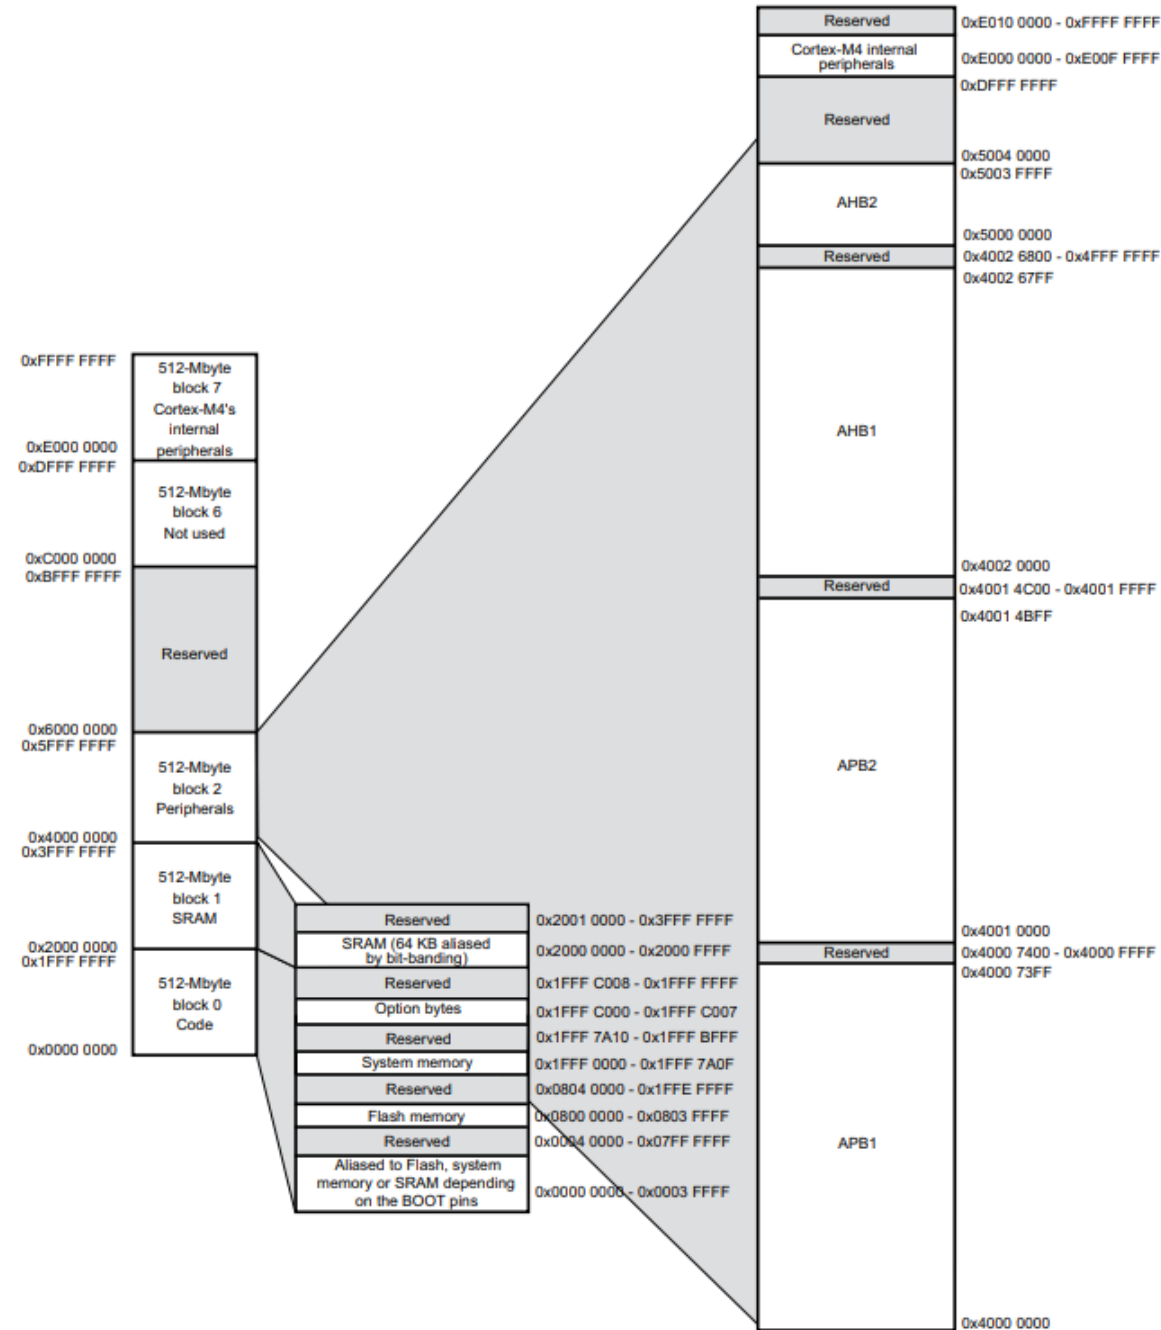 0xFFFF FFFF
512-Mbyte
block 7
Cortex-M4's
internal
peripherals
0xE000 0000
0xDFFF FFFF
512-Mbyte
block 6
Not used
0xC000 0000
0xBFFF FFFF
Reserved
0x6000 0000
0x5FFF FFFF
512-Mbyte
block 2
Peripherals
0x4000 0000
0x3FFF FFFF
512-Mbyte
block 1
SRAM
0x2000 0000
0x1FFF FFFF
512-Mbyte
block 0
Code
0x0000 0000
Reserved 0x2001 0000 - 0x3FFF FFFF
SRAM (64 KB aliased
by bit-banding) 0x2000 0000 - 0x2000 FFFF
Reserved 0x1FFF C008 - 0x1FFF FFFF
Option bytes 0x1FFF C000 - 0x1FFF C007
Reserved 0x1FFF 7A10 - 0x1FFF BFFF
System memory 0x1FFF 0000 - 0x1FFF 7A0F
Reserved 0x0804 0000 - 0x1FFE FFFF
Flash memory 0x0800 0000 - 0x0803 FFFF
Reserved 0x0004 0000 - 0x07FF FFFF
Aliased to Flash, system
memory or SRAM depending
on the BOOT pins
0x0000 0000 - 0x0003 FFFF
Reserved 0xE010 0000 - 0xFFFF FFFF
Cortex-M4 internal
peripherals
0xE000 0000 - 0xE00F FFFF
0xDFFF FFFF
Reserved
0x5004 0000
0x5003 FFFF
AHB2
0x5000 0000
Reserved 0x4002 6800 - 0x4FFF FFFF
0x4002 67FF
AHB1
0x4002 0000
Reserved 0x4001 4C00 - 0x4001 FFFF
0x4001 4BFF
APB2
0x4001 0000
Reserved 0x4000 7400 - 0x4000 FFFF
0x4000 73FF
APB1
0x4000 0000